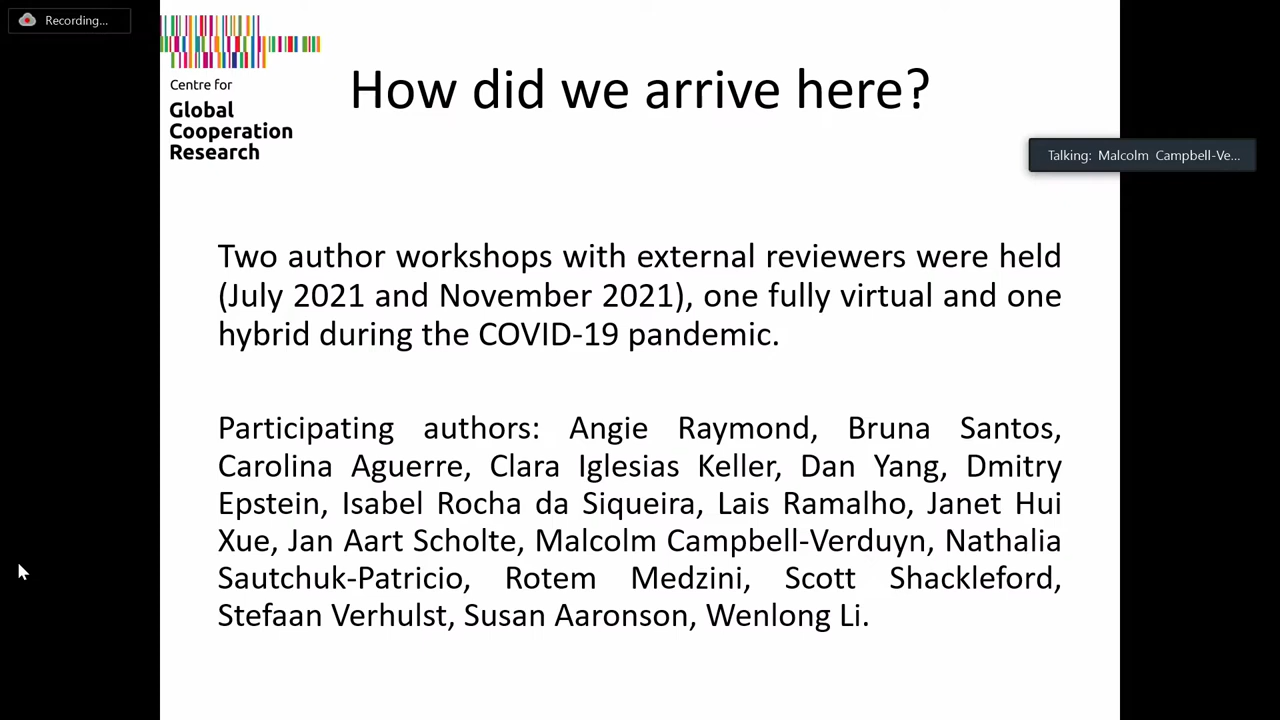 Recording...
Centre for
Global
Cooperation
Research
How did we arrive here?
Talking: Malcolm Campbell-Ve...
Two author workshops with external reviewers were held
(July 2021 and November 2021), one fully virtual and one
hybrid during the COVID-19 pandemic.
Participating authors: Angie Raymond, Bruna Santos,
Carolina Aguerre, Clara Iglesias Keller, Dan Yang, Dmitry
Epstein, Isabel Rocha da Siqueira, Lais Ramalho, Janet Hui
Xue, Jan Aart Scholte, Malcolm Campbell-Verduyn, Nathalia
Sautchuk-Patricio, Rotem Medzini, Scott Shackleford,
Stefaan Verhulst, Susan Aaronson, Wenlong Li.